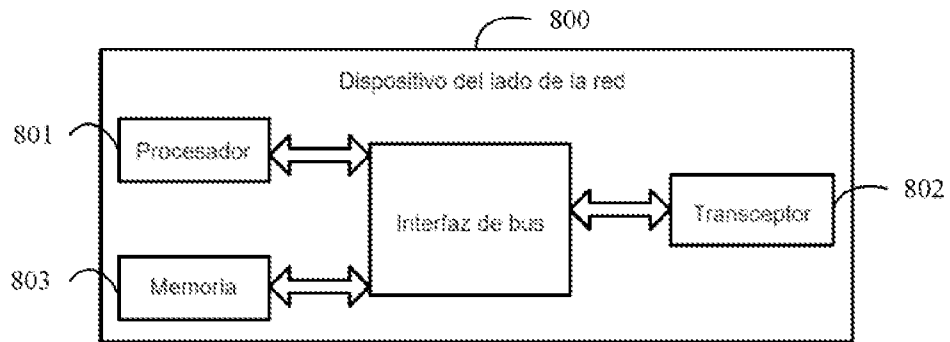 800
Dispositivo del lado de la red
801
Procesador
802
Interfaz de bus
Transceptor
803
Memoria